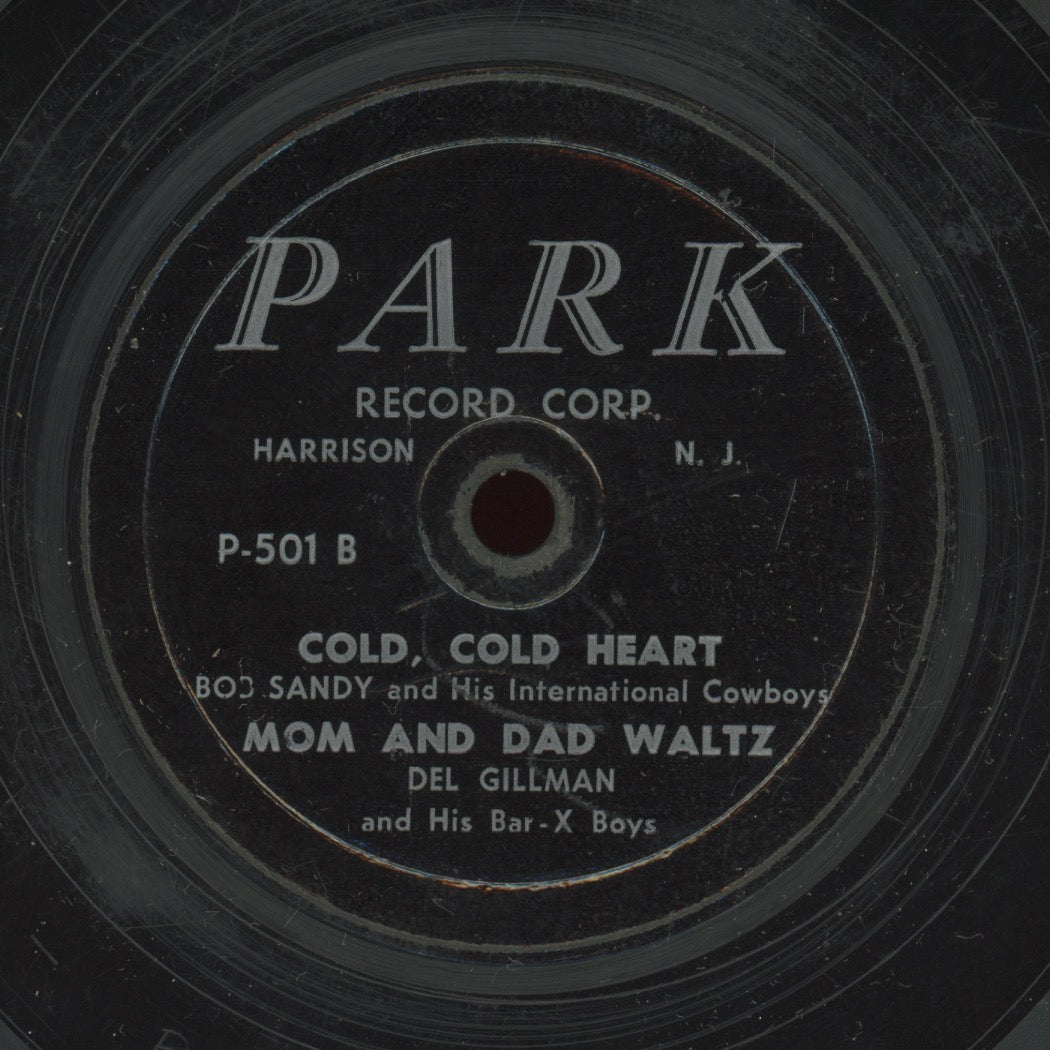 PARK
RECORD CORP.
HARRISON N. J.
P-501 B
COLD, COLD HEART
BOB SANDY and His International Cowboys
MOM AND DAD WALTZ
DEL GILLMAN
and His Bar-X Boys